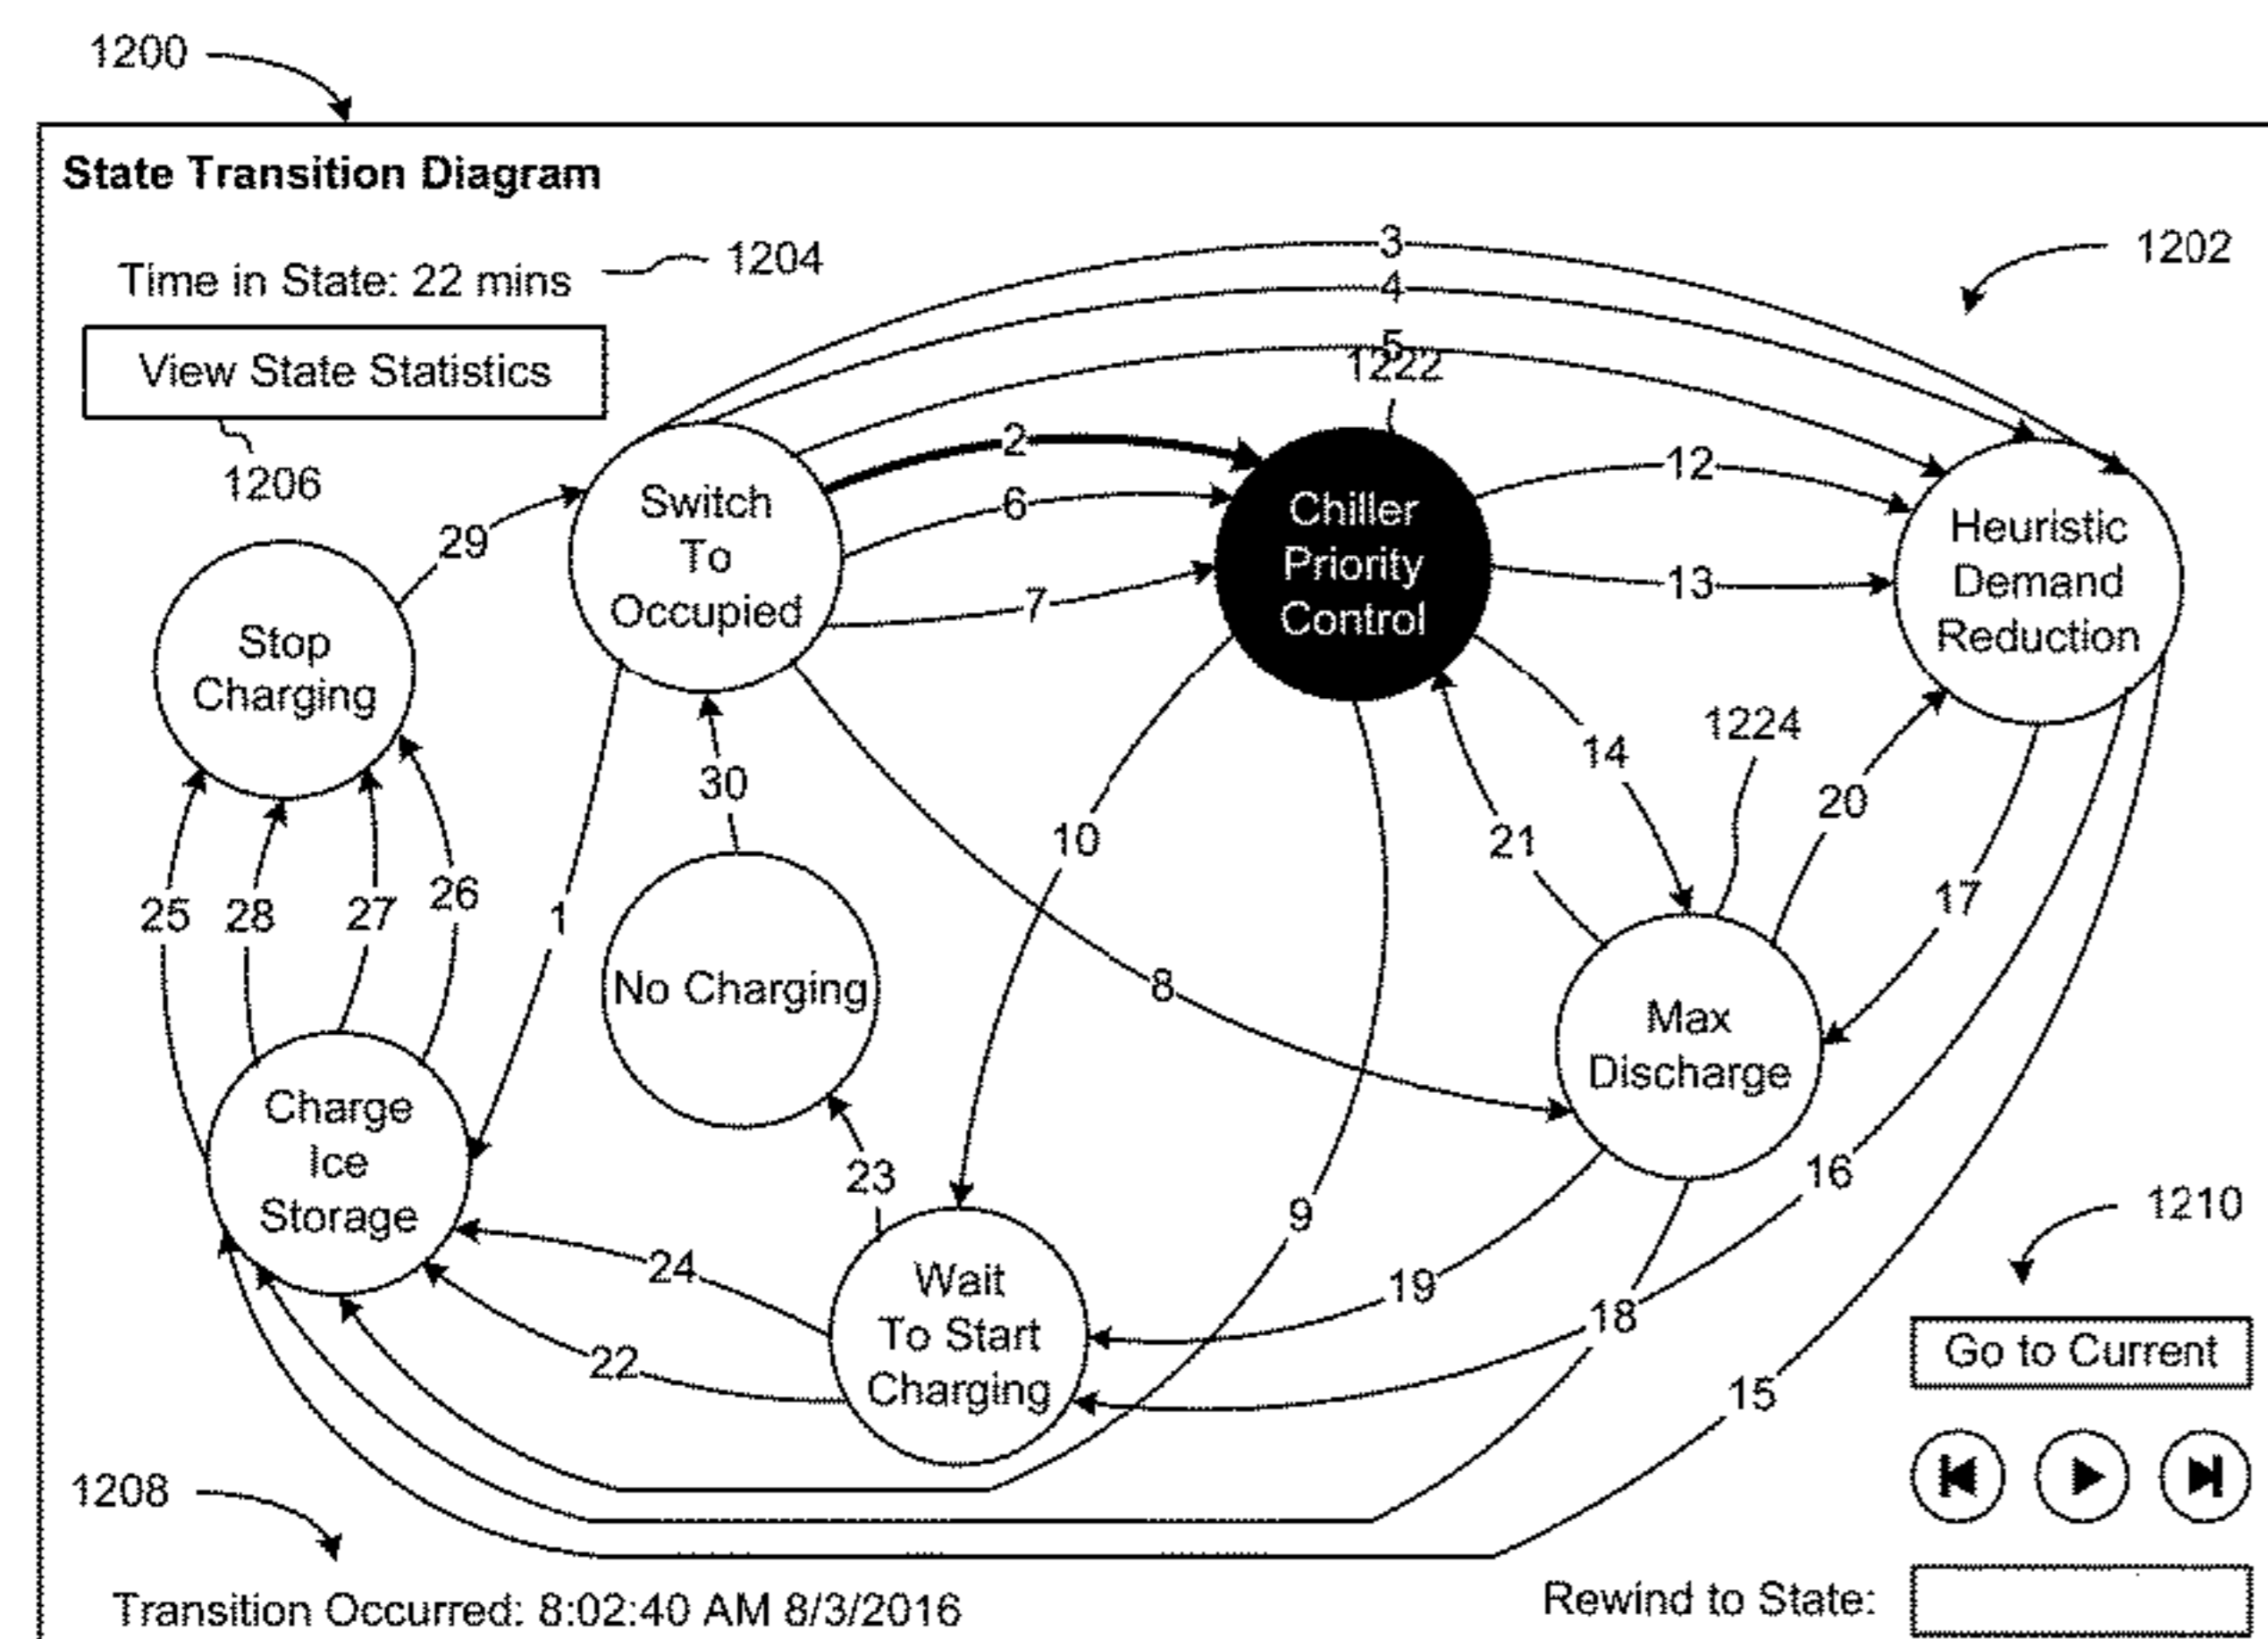 1200
State Transition Diagram
Time in State: 22 mins
1204
1202
View State Statistics
1206
3
4
5
1222
2
6
7
12
13
29
Switch
To
Occupied
Chiller
Priority
Control
Heuristic
Demand
Reduction
Stop
Charging
1224
14
20
21
17
30
10
25
28
27
26
1
8
No Charging
Max
Discharge
Charge
Ice
Storage
23
9
16
1210
24
22
Wait
To Start
Charging
19
18
15
Go to Current
1208
Transition Occurred: 8:02:40 AM 8/3/2016
Rewind to State: